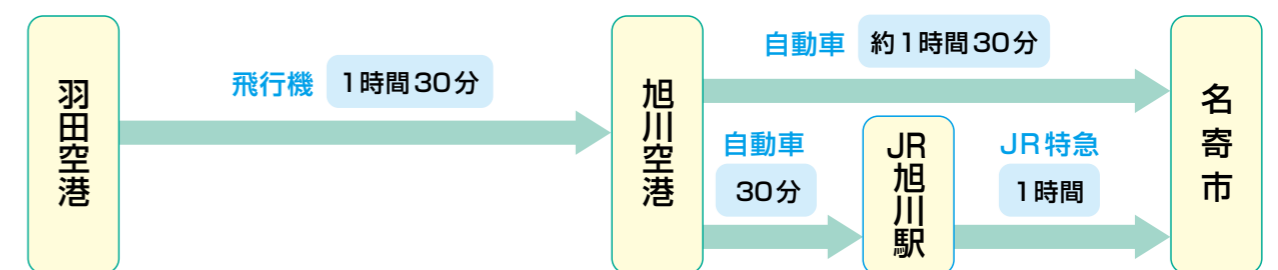 羽田空港
飛行機 1時間30分
旭川空港
自動車 約1時間30分
自動車
30分
JR旭川駅
JR特急
1時間
名寄市